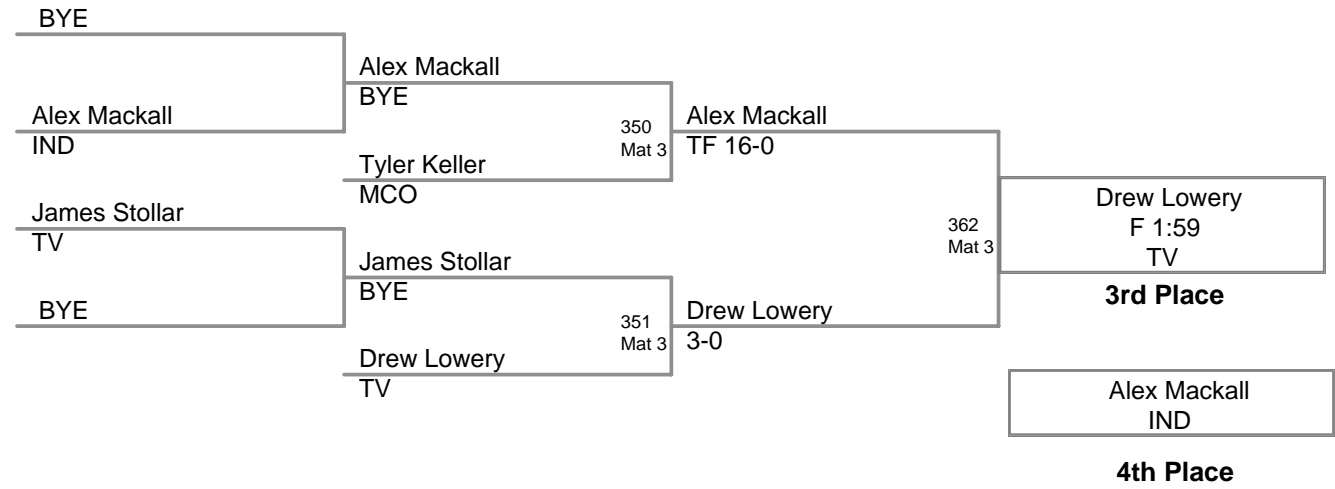 BYE
Alex Mackall
IND
James Stollar
TV
BYE
Alex Mackall
BYE
350
Mat 3
Tyler Keller
MCO
James Stollar
BYE
351
Mat 3
Drew Lowery
TV
Alex Mackall
TF 16-0
362
Mat 3
Drew Lowery
3-0
Drew Lowery
F 1:59
TV
3rd Place
Alex Mackall
IND
4th Place